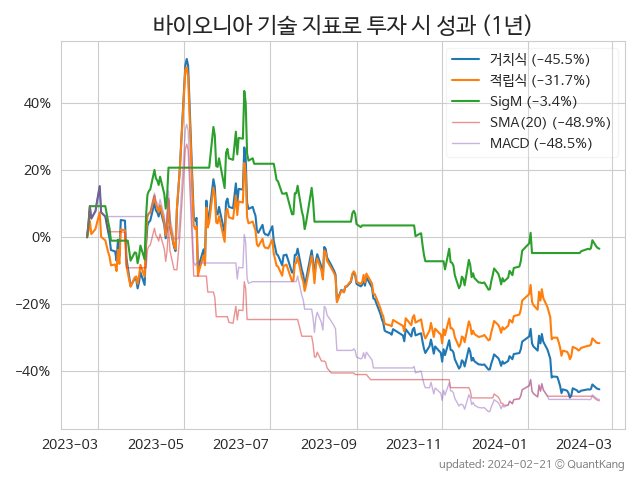 바이오니아 기술 지표로 투자 시 성과 (1년)
거치식 (−45.5%)
적립식 (−31.7%)
SigM (−3.4%)
SMA(20) (−48.9%)
MACD (−48.5%)
40%
20%
0%
−20%
−40%
2023-03 2023-05 2023-07 2023-09 2023-11 2024-01 2024-03
updated: 2024-02-21 © QuantKang